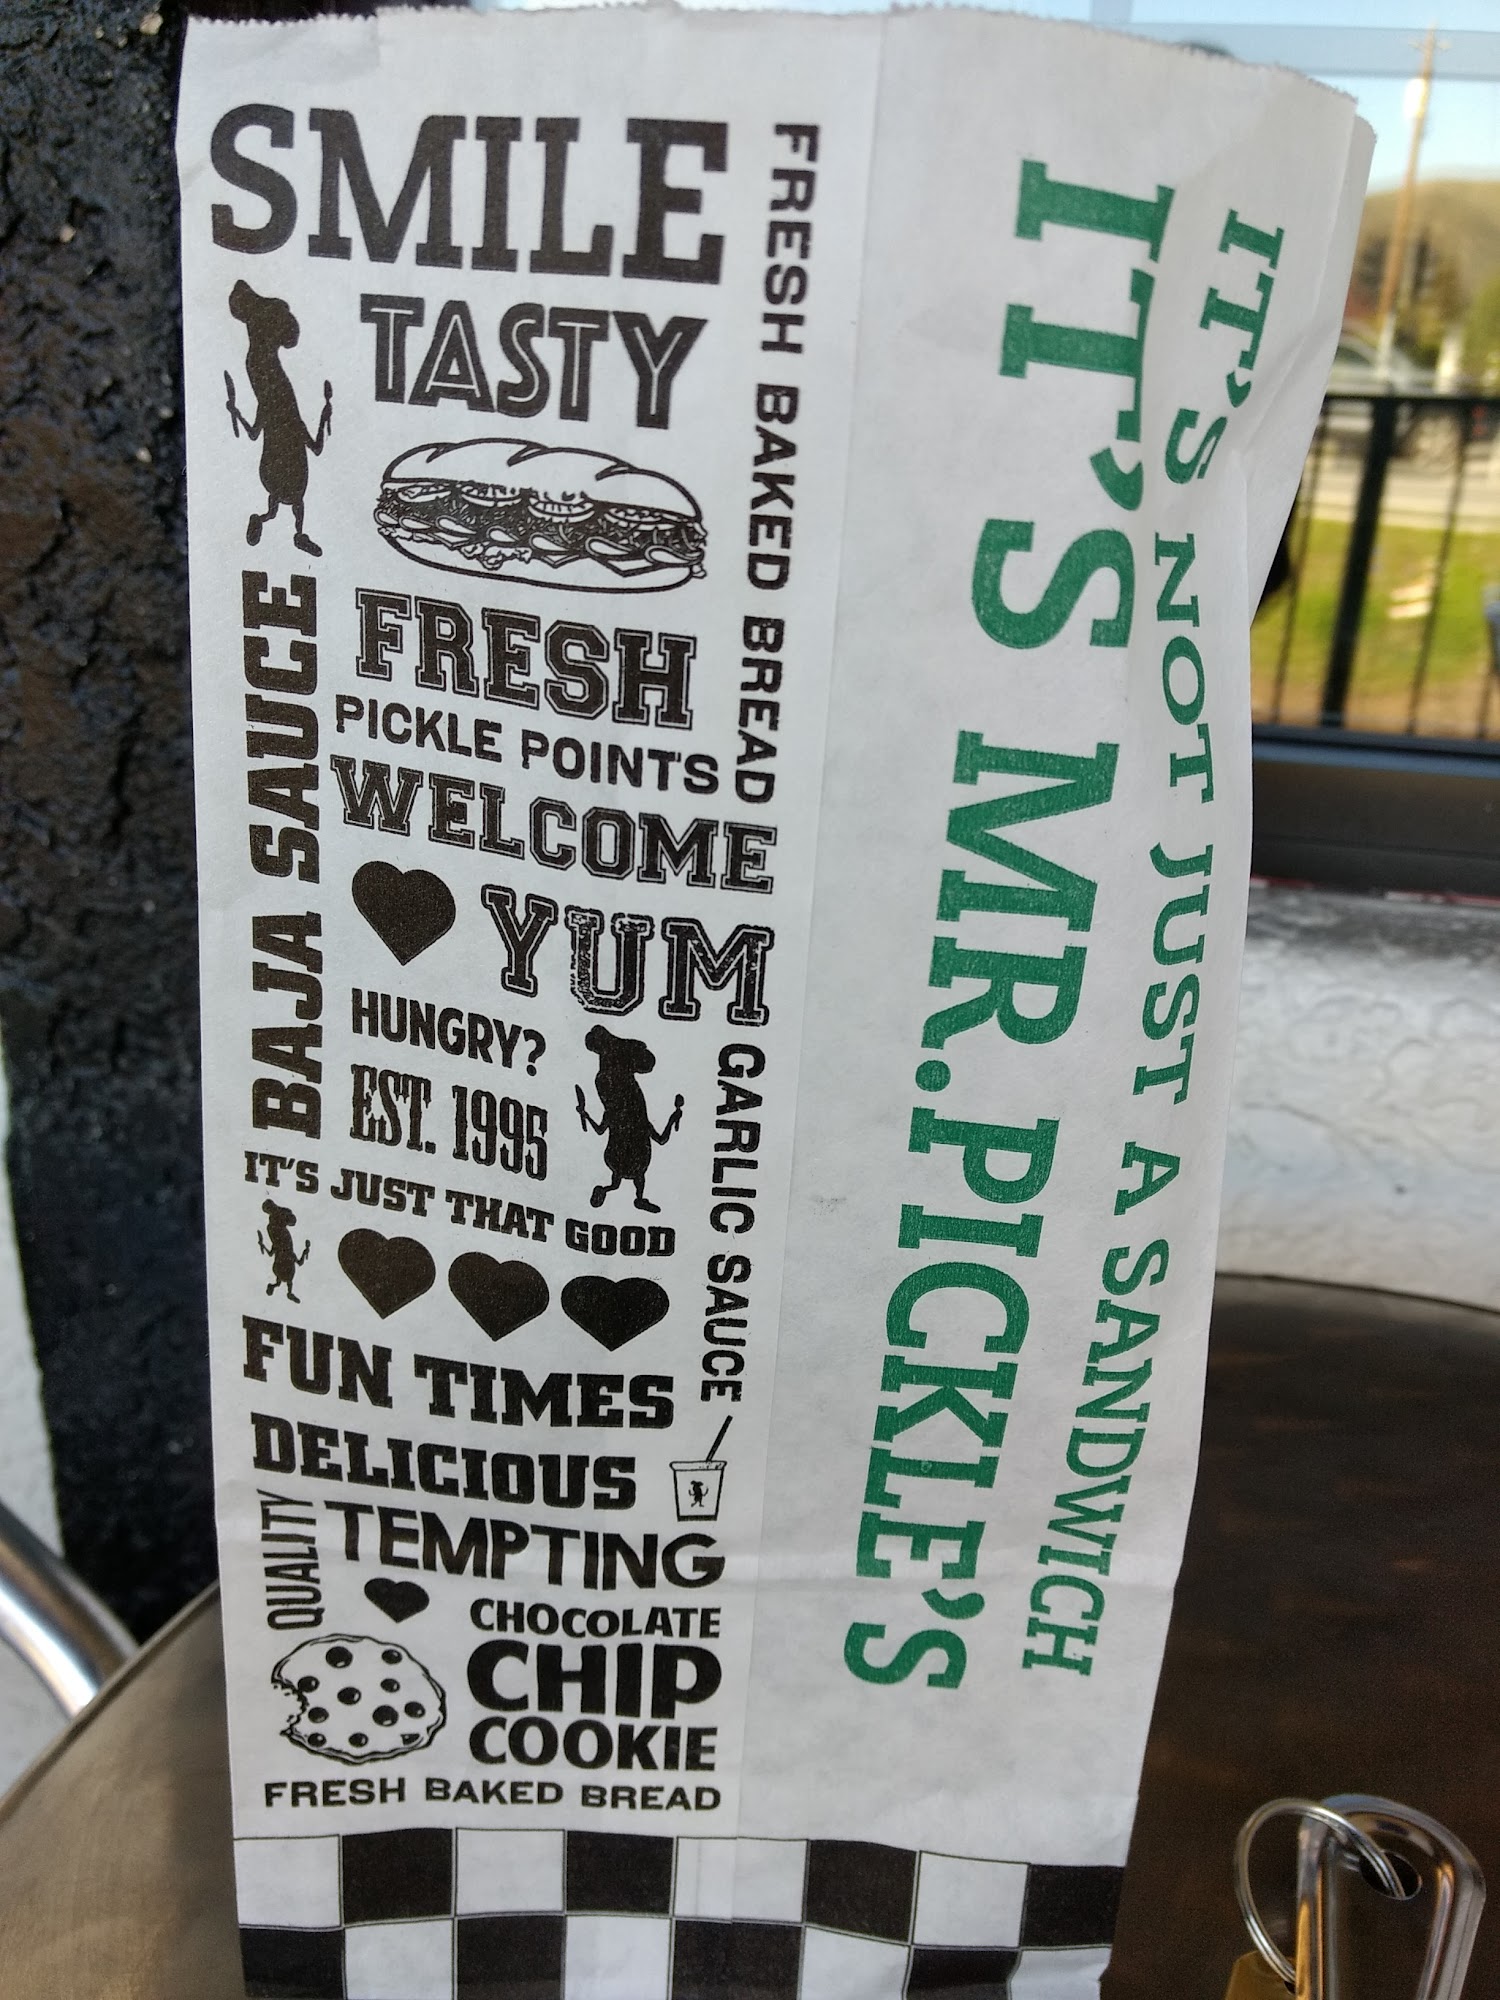 SMILE
TASTY
FRESH BAKED BREAD
FRESH
PICKLE POINTS
WELCOME
BAJA SAUCE
YUM
HUNGRY?
EST. 1995
GARLIC SAUCE
IT'S JUST THAT GOOD
FUN TIMES
DELICIOUS
QUALITY
TEMPTING
CHOCOLATE
CHIP
COOKIE
FRESH BAKED BREAD
IT'S NOT JUST A SANDWICH
IT'S MR.PICKLE'S